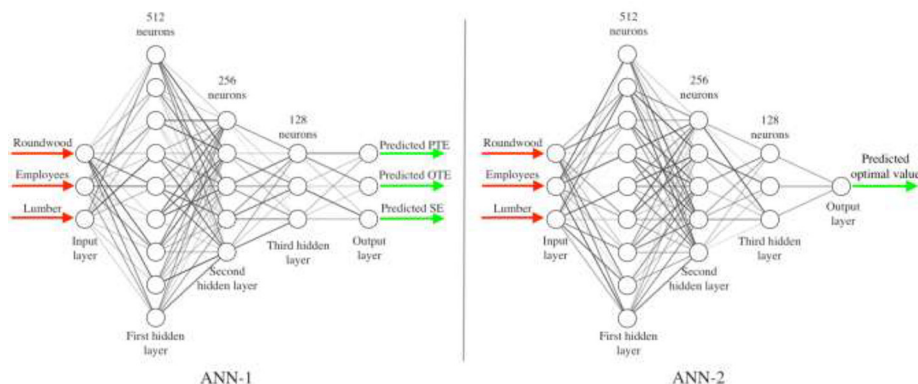 512
neurons
256
neurons
128
neurons
Roundwood
Employees
Lumber
Predicted PTE
Predicted OTE
Predicted SE
Input
layer
First hidden
layer
Second
hidden layer
Third hidden
layer
Output
layer
ANN-1
512
neurons
256
neurons
128
neurons
Roundwood
Employees
Lumber
Predicted
optimal value
Input
layer
First hidden
layer
Second
hidden layer
Third hidden
layer
Output
layer
ANN-2